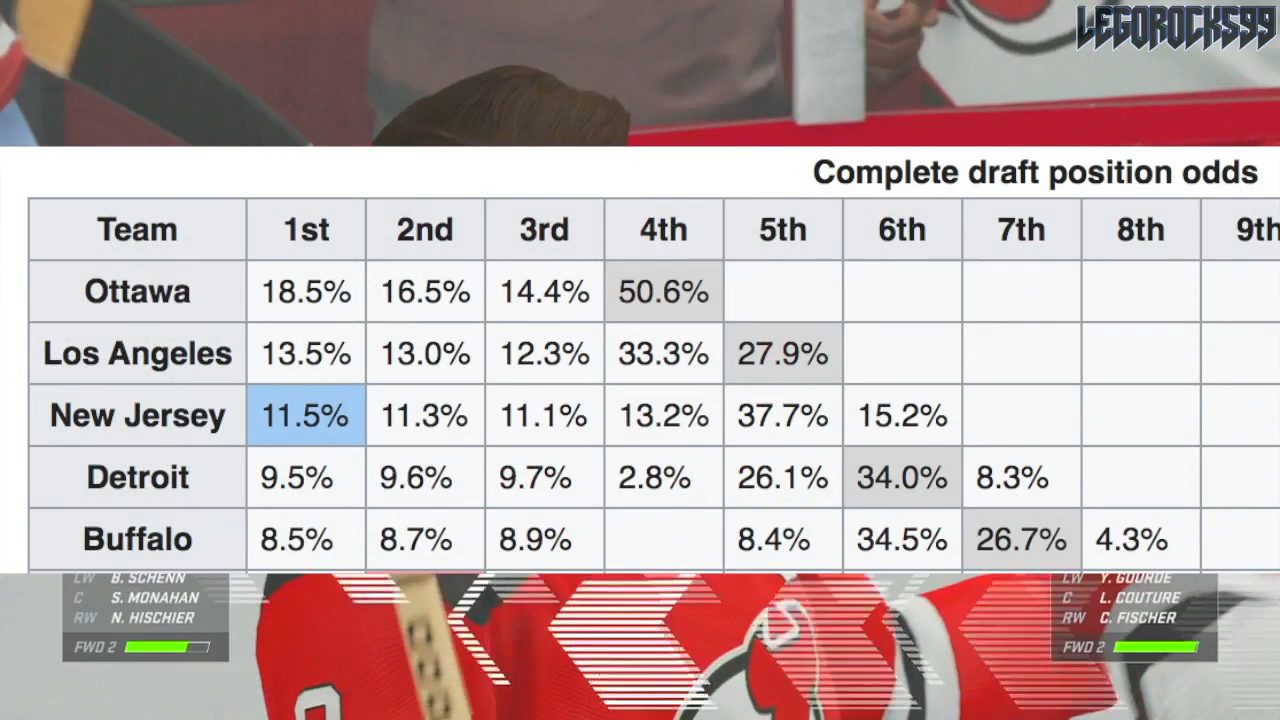 LEGOROCKS99
Complete draft position odds
Team 1st 2nd 3rd 4th 5th 6th 7th 8th 9th
Ottawa 18.5% 16.5% 14.4% 50.6%
Los Angeles 13.5% 13.0% 12.3% 33.3% 27.9%
New Jersey 11.5% 11.3% 11.1% 13.2% 37.7% 15.2%
Detroit 9.5% 9.6% 9.7% 2.8% 26.1% 34.0% 8.3%
Buffalo 8.5% 8.7% 8.9% 8.4% 34.5% 26.7% 4.3%
LW B. SCHENN
C S. MONAHAN
RW N. HISCHIER
FWD 2
LW Y. GOURDE
C L. COUTURE
RW C. FISCHER
FWD 2